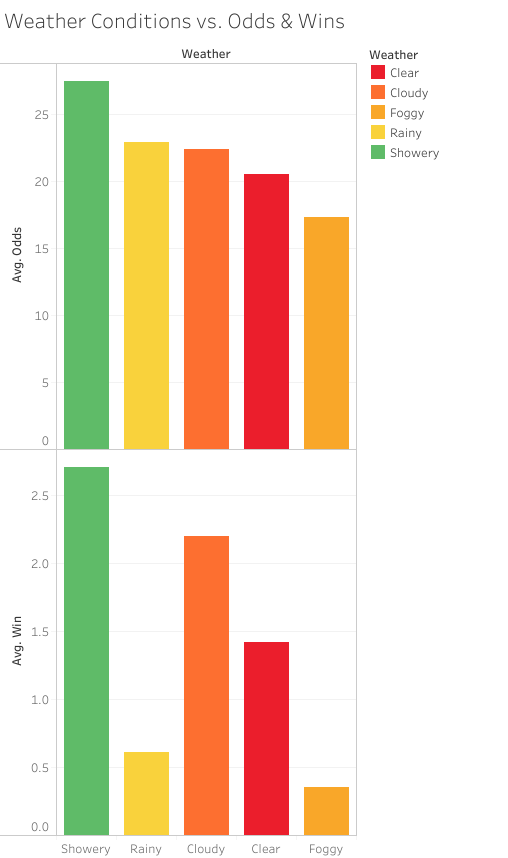 Weather Conditions vs. Odds & Wins
Weather
Weather
Clear
Cloudy
Foggy
Rainy
Showery
Avg. Odds
25
20
15
10
5
0
Avg. Win
2.5
2.0
1.5
1.0
0.5
0.0
Showery Rainy Cloudy Clear Foggy